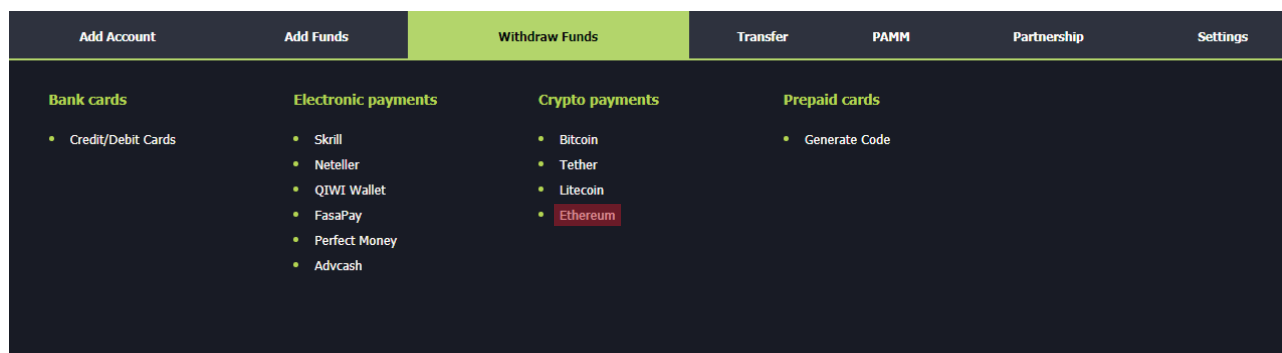 Add Account Add Funds Withdraw Funds Transfer PAMM Partnership Settings
Bank cards
Credit/Debit Cards
Electronic payments
Skrill
Neteller
QIWI Wallet
FasaPay
Perfect Money
Advcash
Crypto payments
Bitcoin
Tether
Litecoin
Ethereum
Prepaid cards
Generate Code